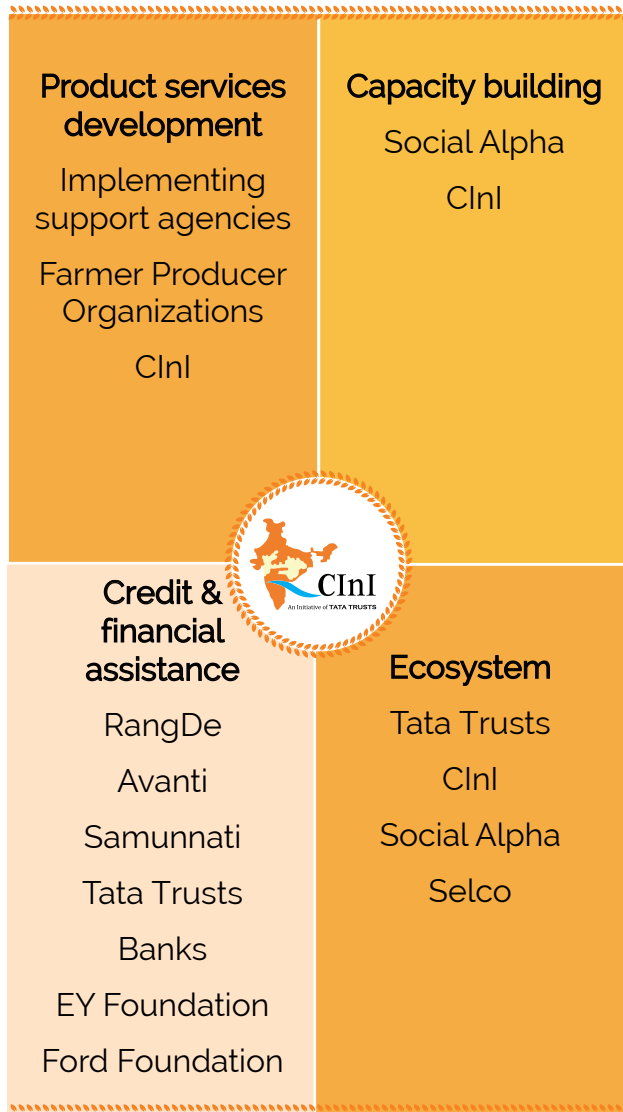 Product services
development
Implementing
support agencies
Farmer Producer
Organizations
CInI
Capacity building
Social Alpha
CInI
CInI
An Initiative of TATA TRUSTS
Credit &
financial
assistance
RangDe
Avanti
Samunnati
Tata Trusts
Banks
EY Foundation
Ford Foundation
Ecosystem
Tata Trusts
CInI
Social Alpha
Selco